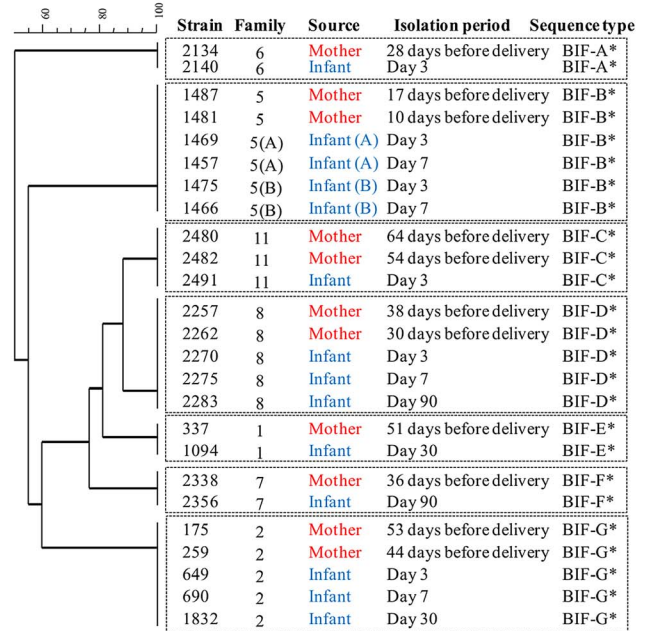 60 80 100
Strain Family Source Isolation period Sequence type
2134 6 Mother 28 days before delivery BIF-A*
2140 6 Infant Day 3 BIF-A*
1487 5 Mother 17 days before delivery BIF-B*
1481 5 Mother 10 days before delivery BIF-B*
1469 5(A) Infant (A) Day 3 BIF-B*
1457 5(A) Infant (A) Day 7 BIF-B*
1475 5(B) Infant (B) Day 3 BIF-B*
1466 5(B) Infant (B) Day 7 BIF-B*
2480 11 Mother 64 days before delivery BIF-C*
2482 11 Mother 54 days before delivery BIF-C*
2491 11 Infant Day 3 BIF-C*
2257 8 Mother 38 days before delivery BIF-D*
2262 8 Mother 30 days before delivery BIF-D*
2270 8 Infant Day 3 BIF-D*
2275 8 Infant Day 7 BIF-D*
2283 8 Infant Day 90 BIF-D*
337 1 Mother 51 days before delivery BIF-E*
1094 1 Infant Day 30 BIF-E*
2338 7 Mother 36 days before delivery BIF-F*
2356 7 Infant Day 90 BIF-F*
175 2 Mother 53 days before delivery BIF-G*
259 2 Mother 44 days before delivery BIF-G*
649 2 Infant Day 3 BIF-G*
690 2 Infant Day 7 BIF-G*
1832 2 Infant Day 30 BIF-G*